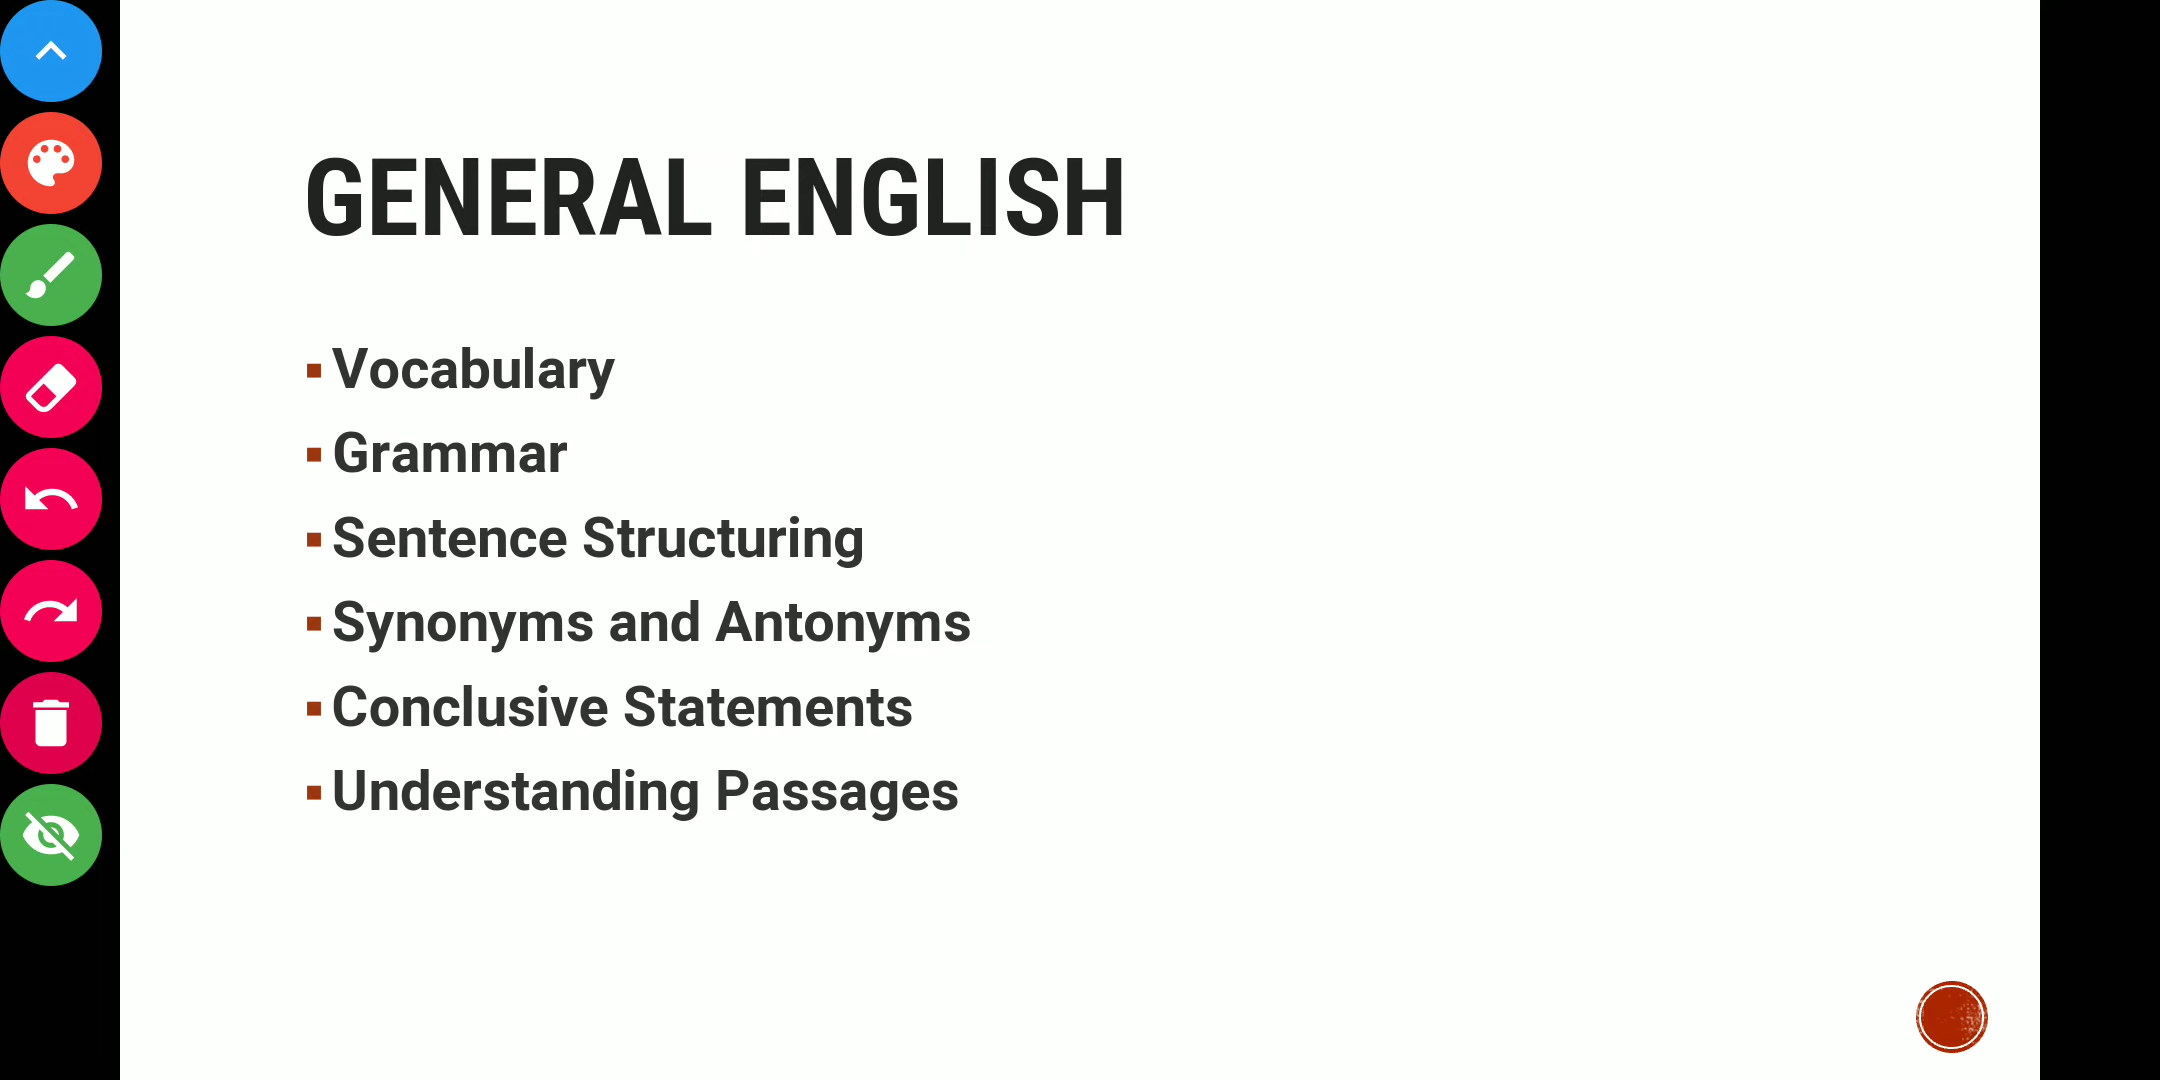 GENERAL ENGLISH
Vocabulary
Grammar
Sentence Structuring
Synonyms and Antonyms
Conclusive Statements
Understanding Passages